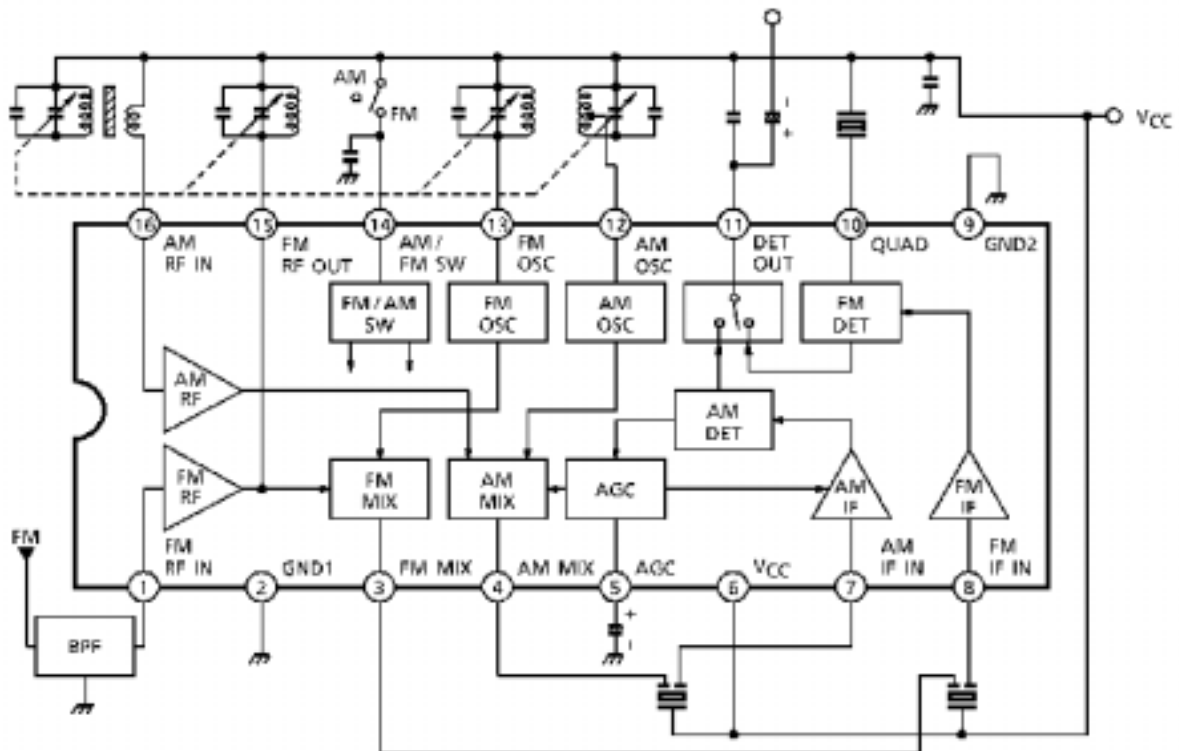 AM
FM
VCC
+
16
15
14
13
12
11
10
9
AM
RF IN
FM
RF OUT
AM /
FM SW
FM
OSC
AM
OSC
DET
OUT
QUAD
GND2
FM / AM
SW
FM
OSC
AM
OSC
FM
DET
AM
RF
AM
DET
FM
RF
FM
MIX
AM
MIX
AGC
AM
IF
FM
IF
FM
FM
RF IN
GND1
FM MIX
AM MIX
AGC
VCC
AM
IF IN
FM
IF IN
1
2
3
4
5
6
7
8
+
BPF